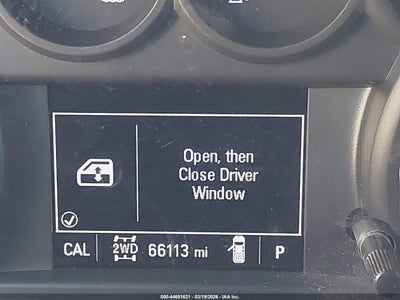 Open, then
Close Driver
Window
CAL 2WD 66113 mi P
000-44651621 - 03/19/2026 - IAA Inc.